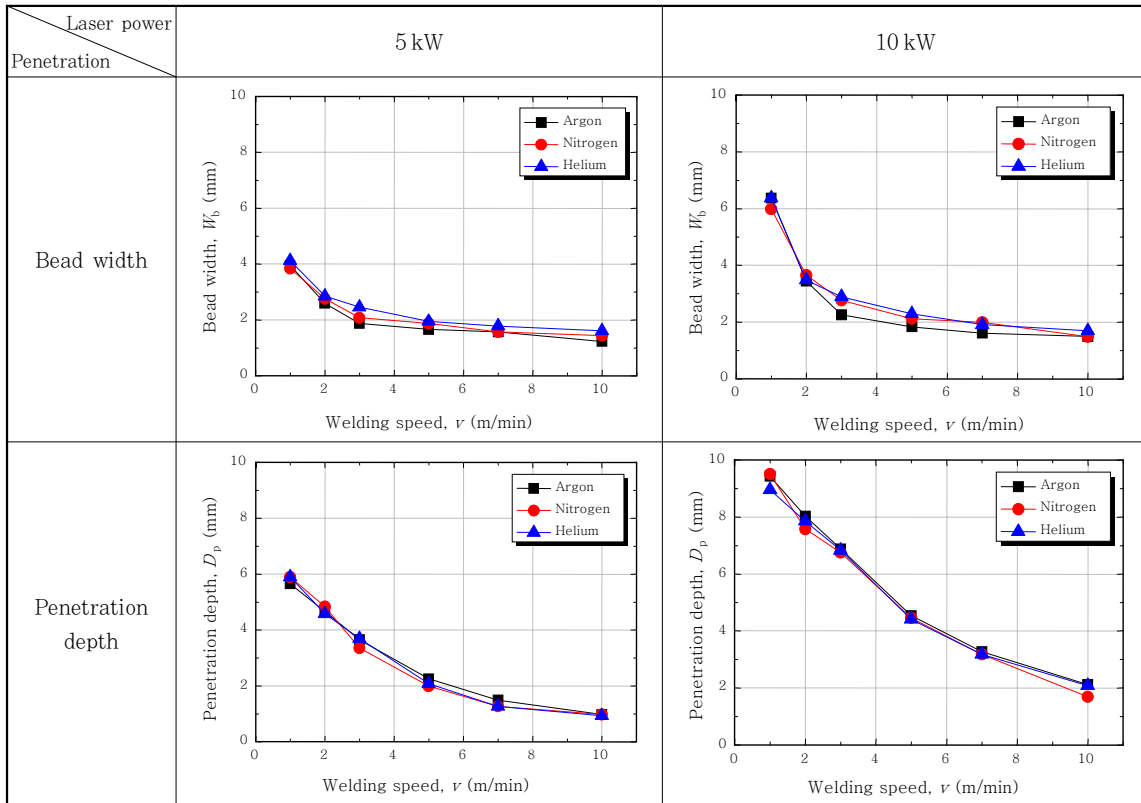 Laser power
Penetration
5 kW
10 kW
Bead width
10
8
6
4
2
0
Bead width, W_b (mm)
Argon
Nitrogen
Helium
0 2 4 6 8 10
Welding speed, v (m/min)
10
8
6
4
2
0
Bead width, W_b (mm)
Argon
Nitrogen
Helium
0 2 4 6 8 10
Welding speed, v (m/min)
Penetration
depth
10
8
6
4
2
0
Penetration depth, D_p (mm)
Argon
Nitrogen
Helium
0 2 4 6 8 10
Welding speed, v (m/min)
10
8
6
4
2
0
Penetration depth, D_p (mm)
Argon
Nitrogen
Helium
0 2 4 6 8 10
Welding speed, v (m/min)